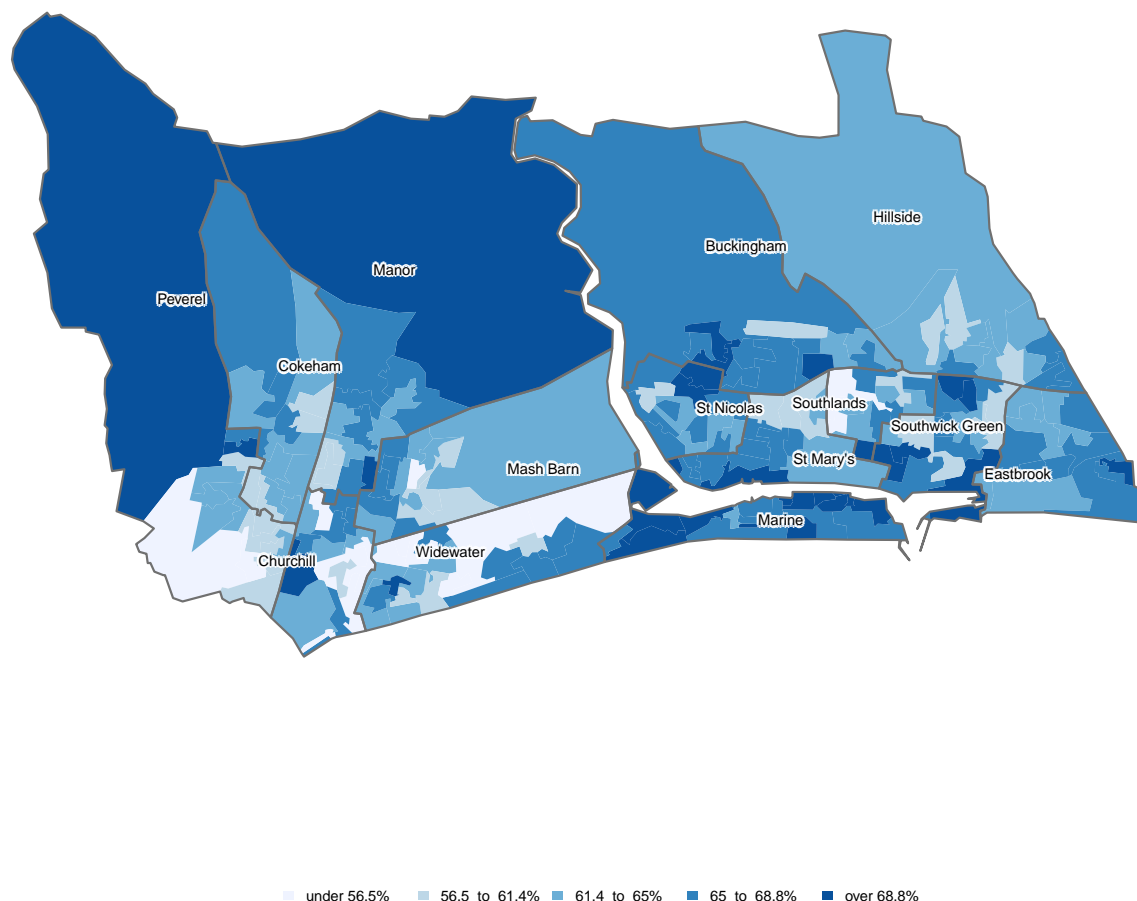 Hillside
Buckingham
Manor
Peverel
Cokeham
Southlands
St Nicolas
Southwick Green
St Mary's
Mash Barn
Eastbrook
Marine
Widewater
Churchill
under 56.5% 56.5 to 61.4% 61.4 to 65% 65 to 68.8% over 68.8%